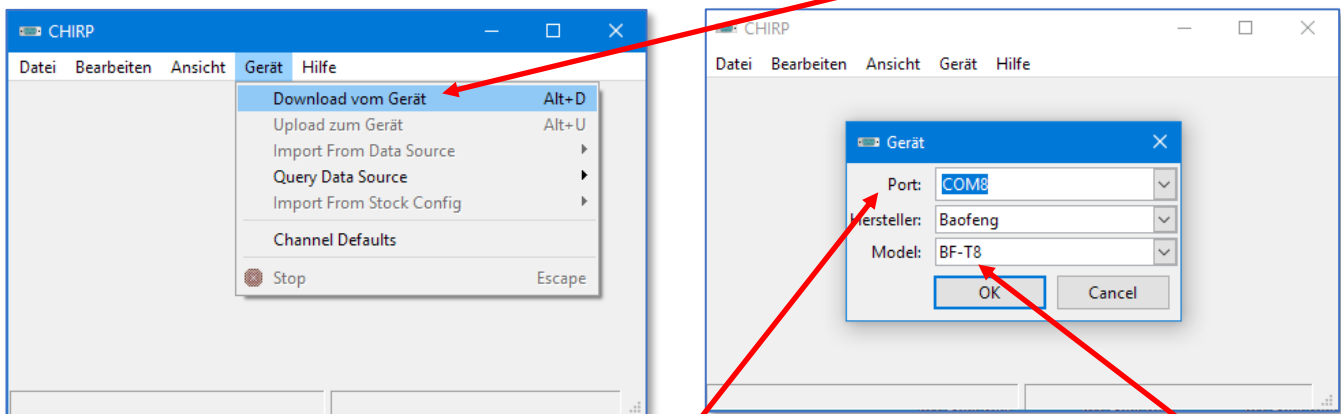 CHIRP
Datei Bearbeiten Ansicht Gerät Hilfe
Download vom Gerät Alt+D
Upload zum Gerät Alt+U
Import From Data Source
Query Data Source
Import From Stock Config
Channel Defaults
Stop Escape
CHIRP
Datei Bearbeiten Ansicht Gerät Hilfe
Gerät
Port: COM8
Hersteller: Baofeng
Model: BF-T8
OK Cancel